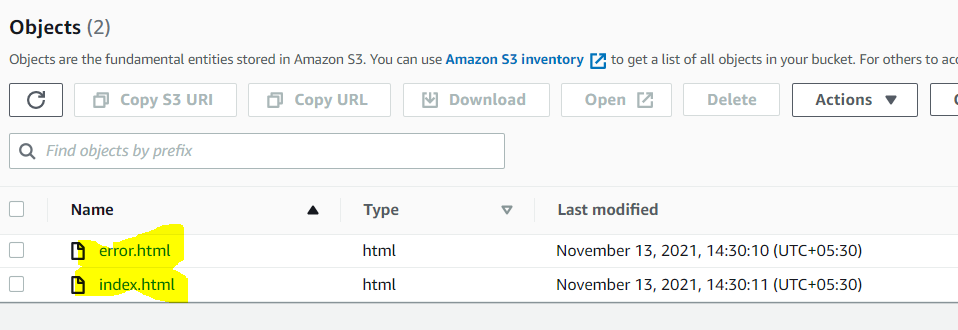 Objects (2)
Objects are the fundamental entities stored in Amazon S3. You can use Amazon S3 inventory to get a list of all objects in your bucket. For others to
Copy S3 URI Copy URL Download Open Delete Actions
Find objects by prefix
Name Type Last modified
error.html html November 13, 2021, 14:30:10 (UTC+05:30)
index.html html November 13, 2021, 14:30:11 (UTC+05:30)